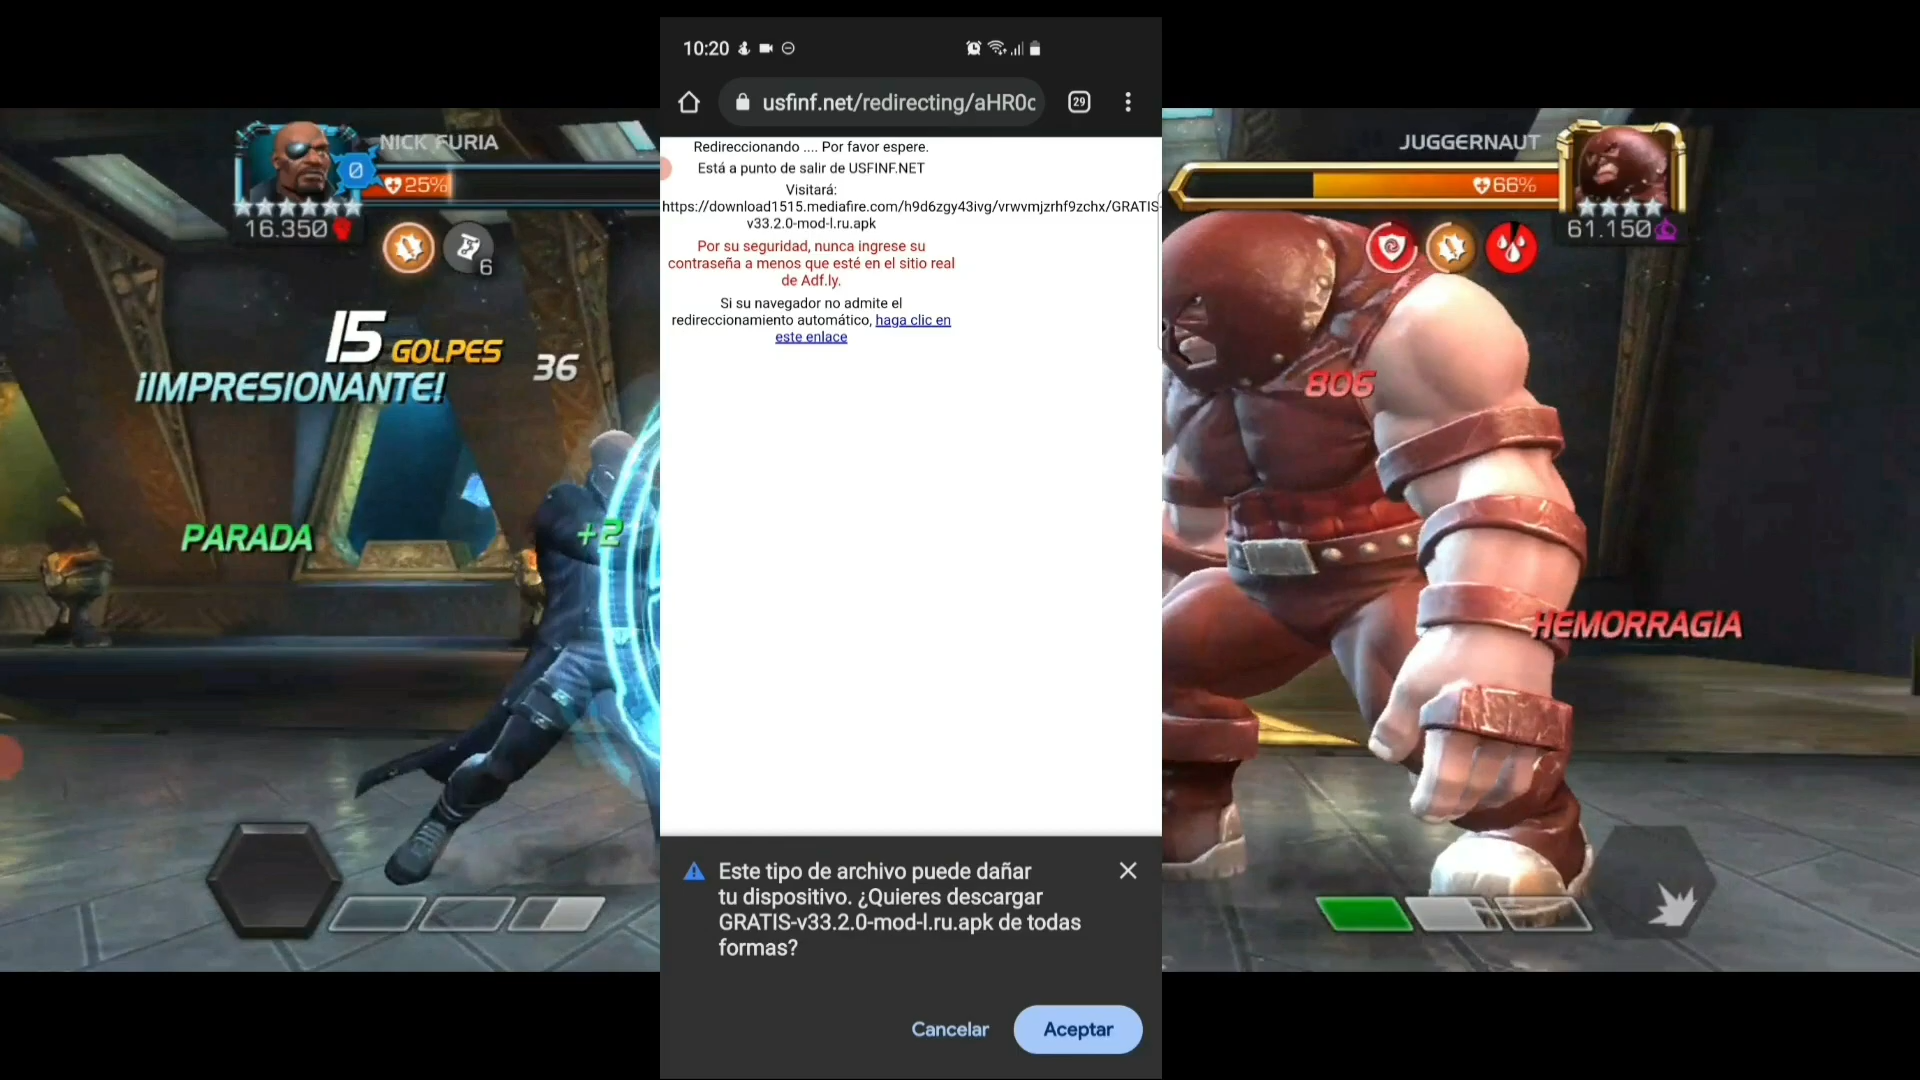 NICK FURIA
0
25%
16.350
6
15 GOLPES
¡IMPRESIONANTE!
36
PARADA
+2
10:20
usfinf.net/redirecting/aHR0c
29
Redireccionando .... Por favor espere.
Está a punto de salir de USFINF.NET
Visitará:
https://download1515.mediafire.com/h9d6zgy43ivg/vrwvmjzrhf9zchx/GRATIS-
v33.2.0-mod-l.ru.apk
Por su seguridad, nunca ingrese su
contraseña a menos que esté en el sitio real
de Adf.ly.
Si su navegador no admite el
redireccionamiento automático, haga clic en
este enlace
Este tipo de archivo puede dañar
tu dispositivo. ¿Quieres descargar
GRATIS-v33.2.0-mod-l.ru.apk de todas
formas?
Cancelar
Aceptar
JUGGERNAUT
66%
61.150
806
HEMORRAGIA